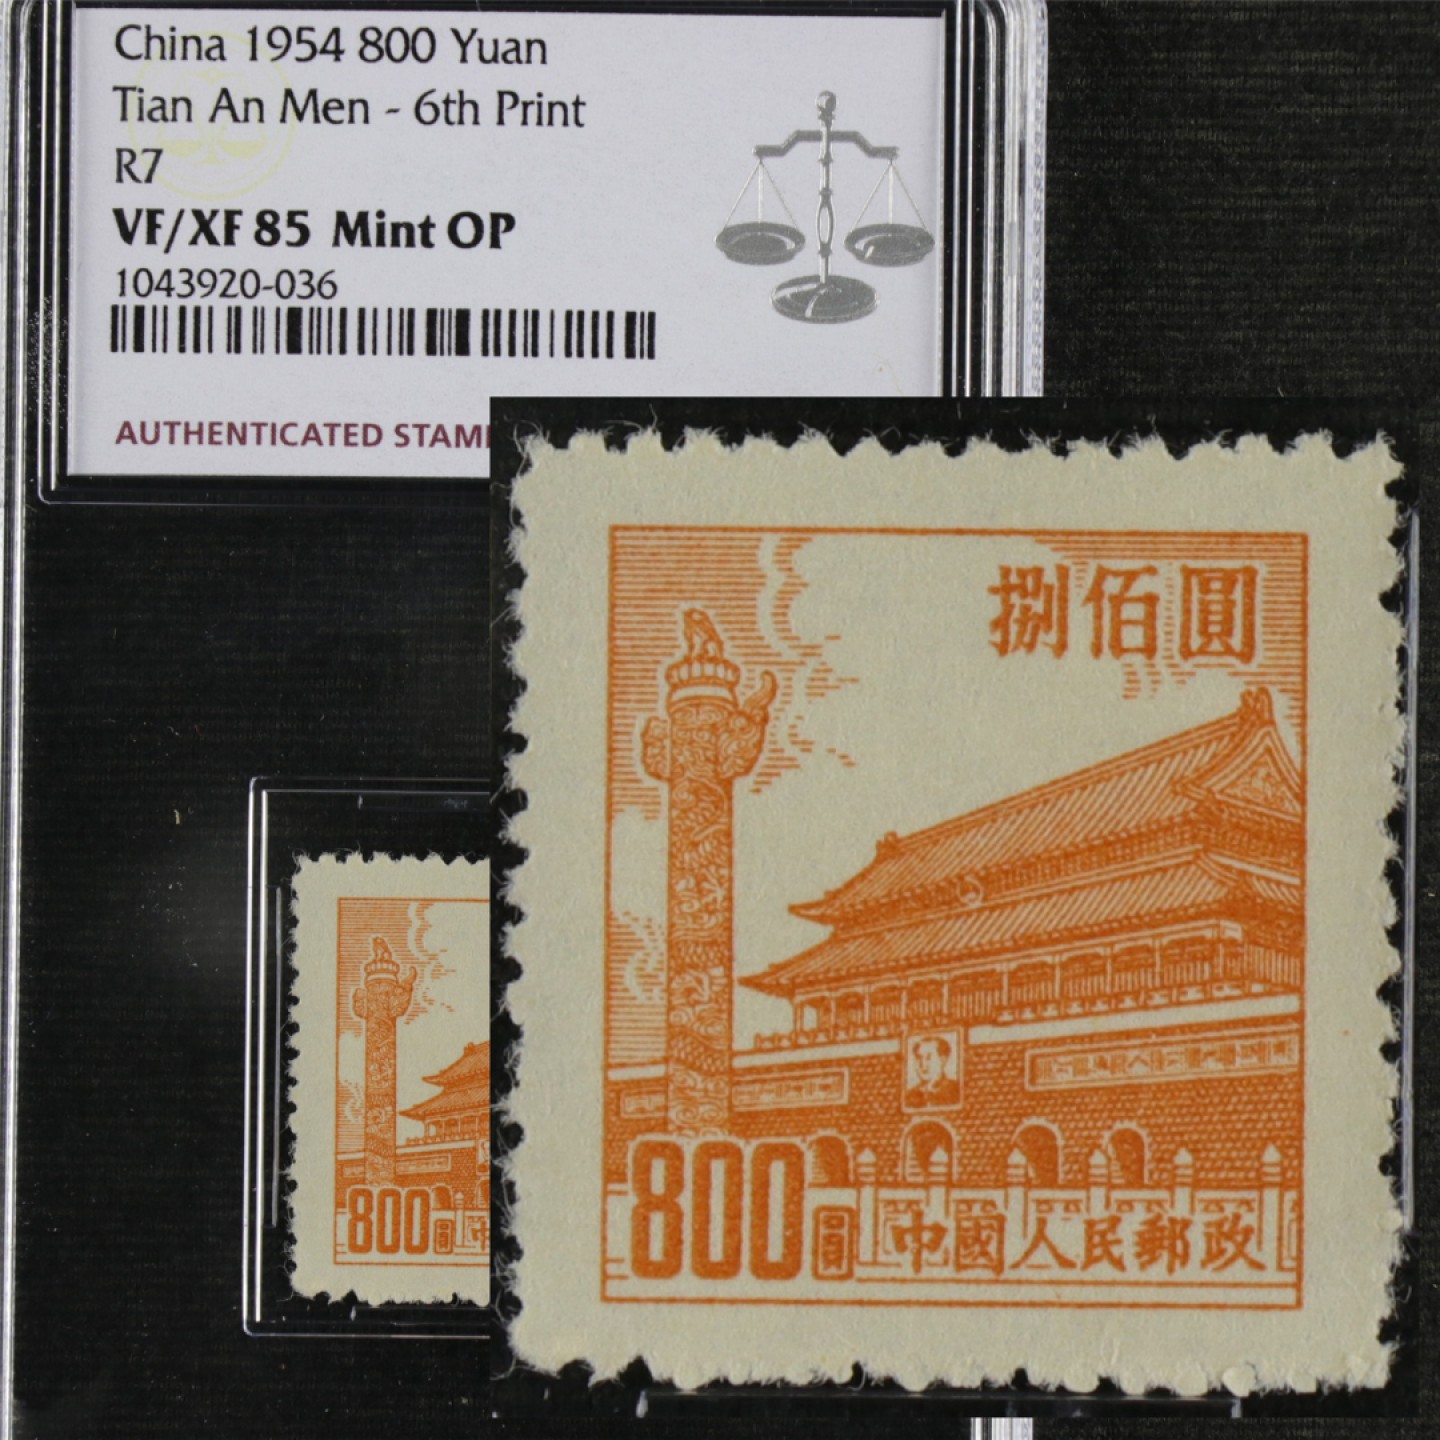 China 1954 800 Yuan
Tian An Men - 6th Print
R7
VF/XF 85 Mint OP
1043920-036
AUTHENTICATED STAM
捌佰圓
800圓 中國人民郵政
800圓